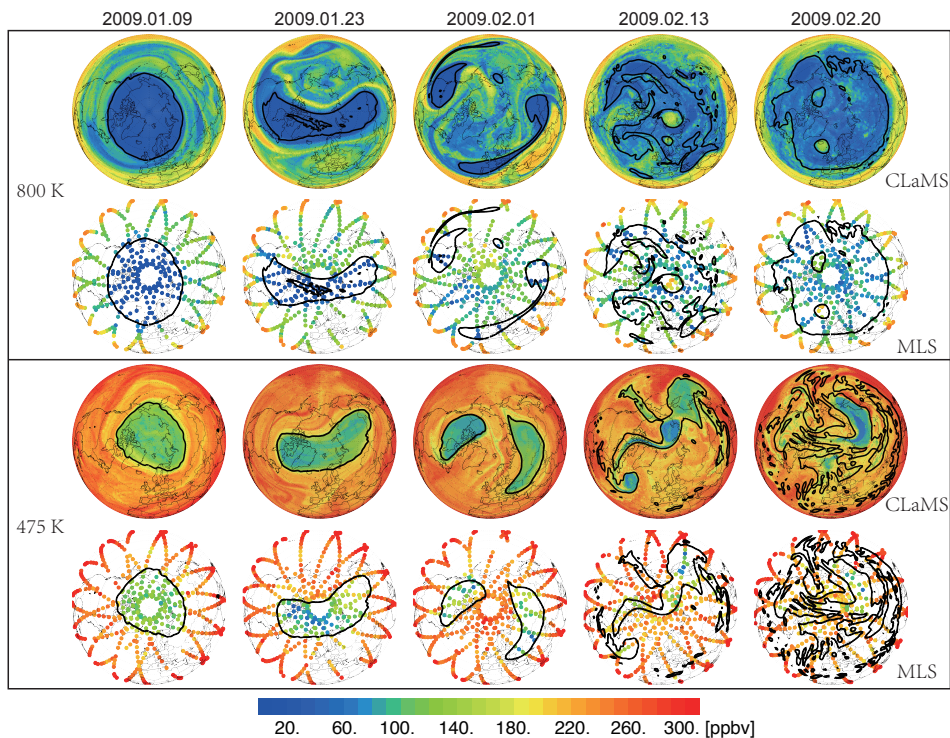 2009.01.09 2009.01.23 2009.02.01 2009.02.13 2009.02.20
CLaMS
800 K
MLS
CLaMS
475 K
MLS
20. 60. 100. 140. 180. 220. 260. 300. [ppbv]